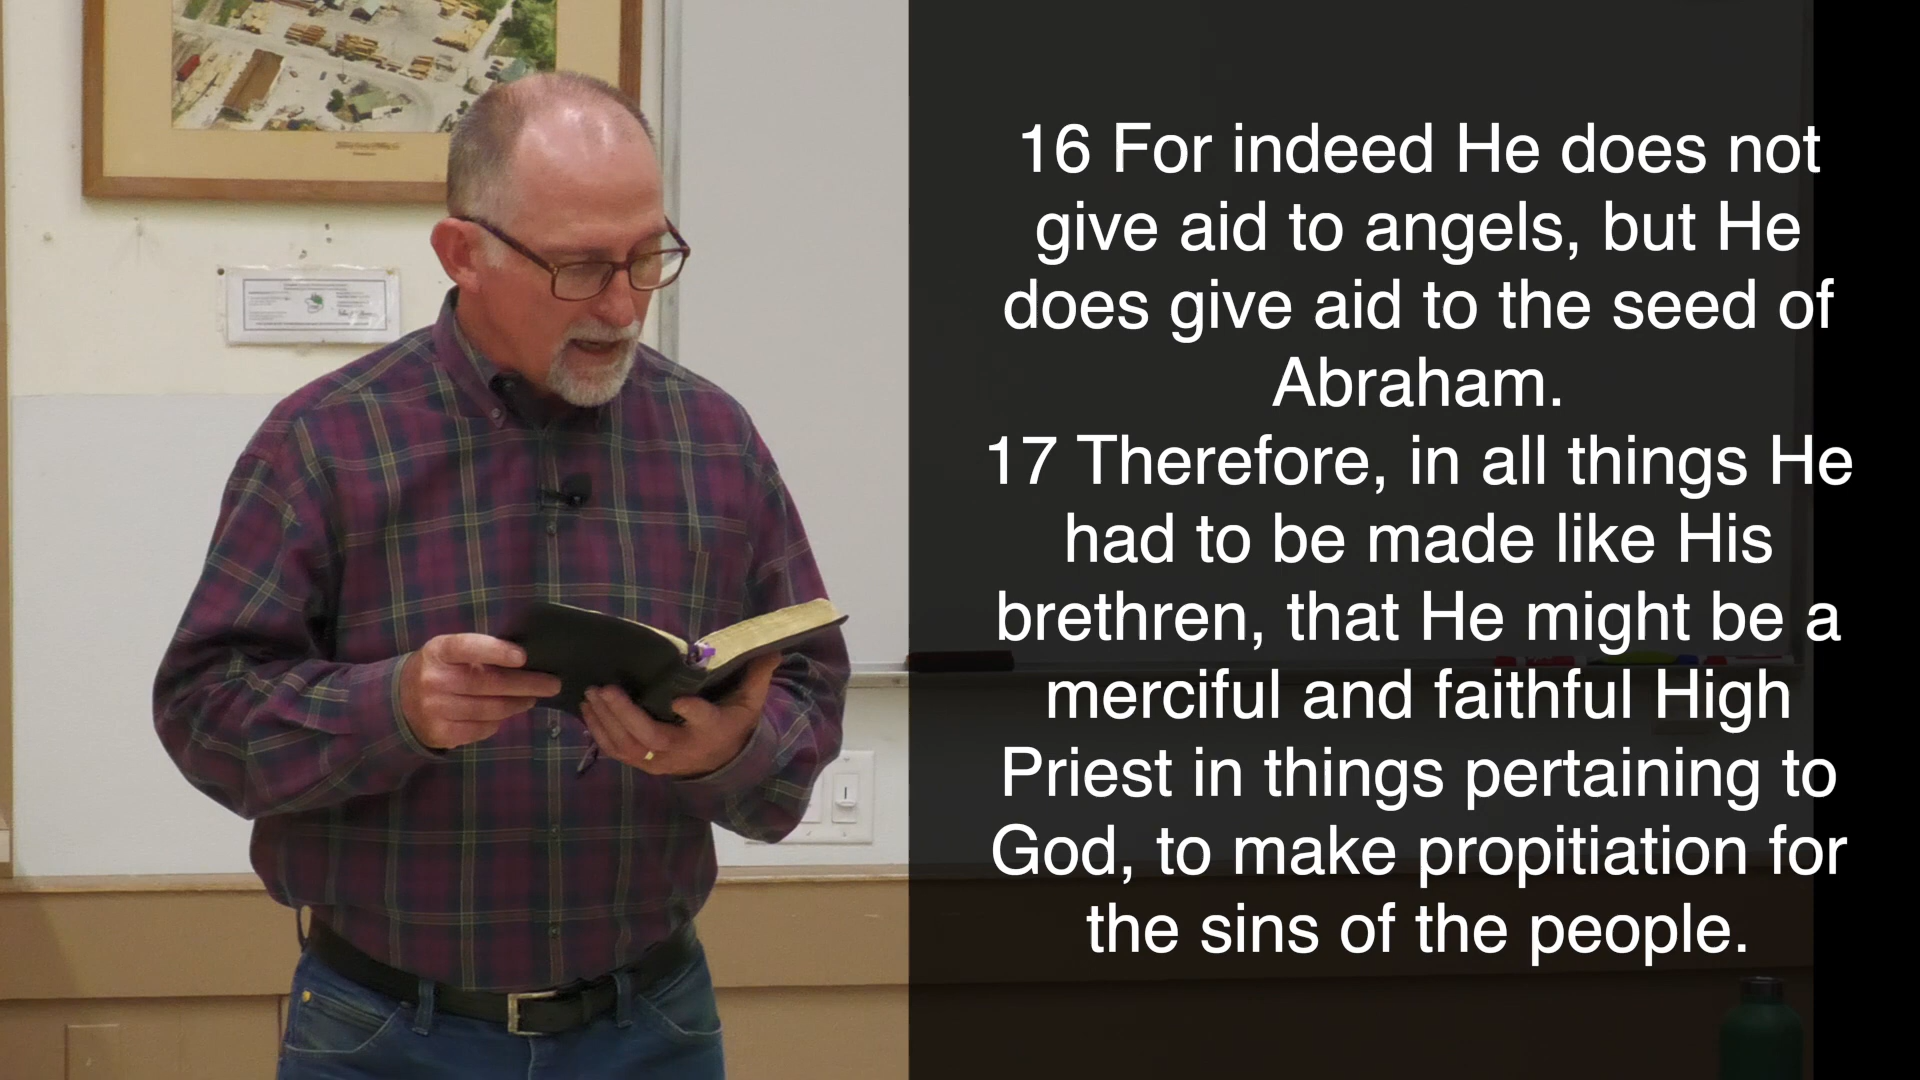 16 For indeed He does not
give aid to angels, but He
does give aid to the seed of
Abraham.
17 Therefore, in all things He
had to be made like His
brethren, that He might be a
merciful and faithful High
Priest in things pertaining to
God, to make propitiation for
the sins of the people.